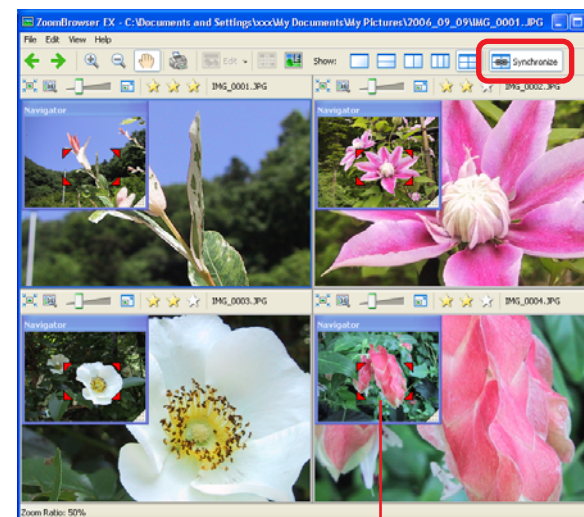 ZoomBrowser EX - C:\Documents and Settings\xxx\My Documents\My Pictures\2006_09_09\IMG_0001.JPG
File Edit View Help
Edit Show: Synchronize
IMG_0001.JPG IMG_0002.JPG
Navigator Navigator
IMG_0003.JPG IMG_0004.JPG
Navigator Navigator
Zoom Ratio: 50%